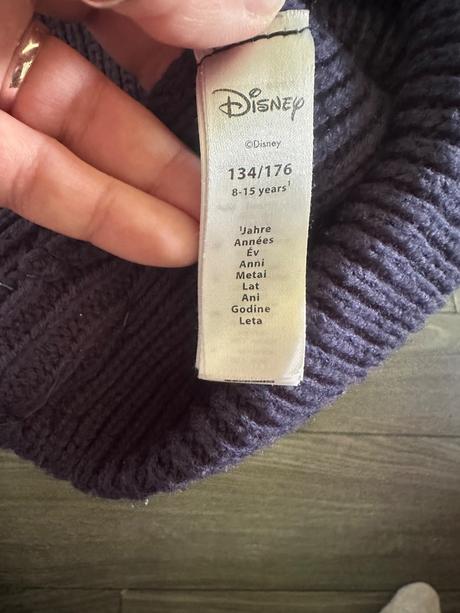 Disney
©Disney
134/176
8-15 years¹
¹Jahre
Années
Év
Anni
Metai
Lat
Ani
Godine
Leta